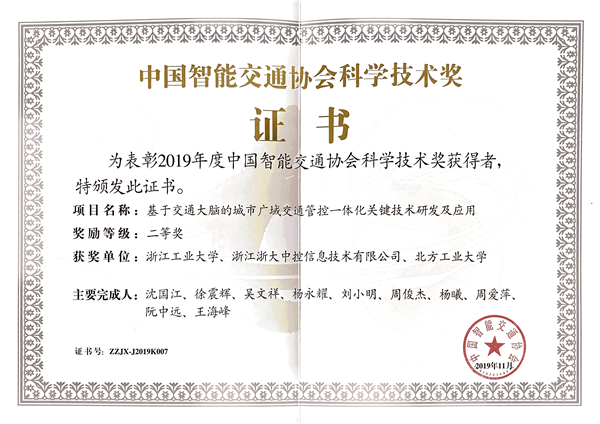 中国智能交通协会科学技术奖
证书
为表彰2019年度中国智能交通协会科学技术奖获得者,
特颁发此证书。
项目名称：基于交通大脑的城市广域交通管控一体化关键技术研发及应用
奖励等级：二等奖
获奖单位：浙江工业大学、浙江浙大中控信息技术有限公司、北方工业大学
主要完成人：沈国江、徐震辉、吴文祥、杨永耀、刘小明、周俊杰、杨曦、周爱萍、
阮中远、王海峰
证书号：ZZJX-J2019K007
中国智能交通协会
2019年11月